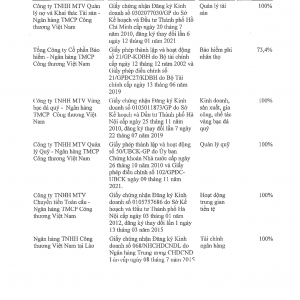 Công ty TNHH MTV Quản lý nợ và Khai thác Tài sản - Ngân hàng TMCP Công thương Việt Nam
Giấy chứng nhận Đăng ký Kinh doanh số 0302077030/GP do Sở Kế hoạch và Đầu tư Thành phố Hồ Chí Minh cấp ngày 20 tháng 7 năm 2010, đăng ký thay đổi lần 6 ngày 12 tháng 01 năm 2021
Quản lý tài sản
100%
Tổng Công ty Cổ phần Bảo hiểm - Ngân hàng TMCP Công thương Việt Nam
Giấy phép thành lập và hoạt động số 21/GP-KDBH do Bộ Tài chính cấp ngày 12 tháng 12 năm 2002 và Giấy phép điều chỉnh số 21/GPĐC27/KDBH do Bộ Tài chính cấp ngày 13 tháng 06 năm 2019
Bảo hiểm phi nhân thọ
73,4%
Công ty TNHH MTV Vàng bạc đá quý - Ngân hàng TMCP Công thương Việt Nam
Giấy chứng nhận Đăng ký Kinh doanh số 0105011873/GP do Sở Kế hoạch và Đầu tư Thành phố Hà Nội cấp ngày 25 tháng 11 năm 2010, đăng ký thay đổi lần 7 ngày 22 tháng 07 năm 2019
Kinh doanh, sản xuất, gia công, chế tác vàng bạc đá quý
100%
Công ty TNHH MTV Quản lý Quỹ - Ngân hàng TMCP Công thương Việt Nam
Giấy phép thành lập và hoạt động số 50/UBCK-GP do Ủy ban Chứng khoán Nhà nước cấp ngày 26 tháng 10 năm 2010 và Giấy phép điều chỉnh số 102/GPĐC-UBCK ngày 09 tháng 11 năm 2021.
Quản lý quỹ
100%
Công ty TNHH MTV Chuyển tiền Toàn cầu - Ngân hàng TMCP Công thương Việt Nam
Giấy chứng nhận Đăng ký Kinh doanh số 0105757686 do Sở Kế hoạch và Đầu tư Thành phố Hà Nội cấp ngày 03 tháng 01 năm 2012, đăng ký thay đổi lần 1 ngày 13 tháng 03 năm 2015
Hoạt động trung gian tiền tệ
100%
Ngân hàng TNHH Công thương Việt Nam tại Lào
Giấy chứng nhận Đăng ký Kinh doanh số 068/NHCHDCNDL do Ngân hàng Trung ương CHDCND Lào cấp ngày 08 tháng 7 năm 2015
Tài chính ngân hàng
100%